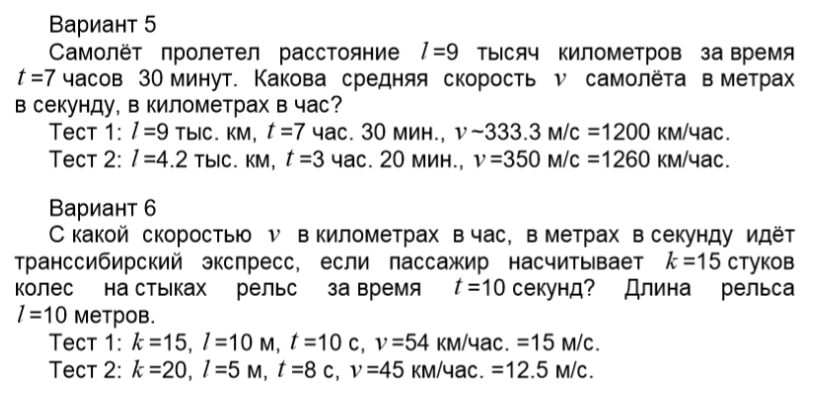 Вариант 5
Самолёт пролетел расстояние l=9 тысяч километров за время
t=7 часов 30 минут. Какова средняя скорость v самолёта в метрах
в секунду, в километрах в час?
Тест 1: l=9 тыс. км, t=7 час. 30 мин., v~333.3 м/с =1200 км/час.
Тест 2: l=4.2 тыс. км, t=3 час. 20 мин., v=350 м/с =1260 км/час.
Вариант 6
С какой скоростью v в километрах в час, в метрах в секунду идёт
транссибирский экспресс, если пассажир насчитывает k=15 стуков
колес на стыках рельс за время t=10 секунд? Длина рельса
l=10 метров.
Тест 1: k=15, l=10 м, t=10 с, v=54 км/час. =15 м/с.
Тест 2: k=20, l=5 м, t=8 с, v=45 км/час. =12.5 м/с.